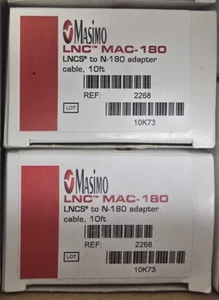 MASIMO
LNC™ MAC-180
LNCS® to N-180 adapter
cable, 10ft
REF: 2268
LOT
10K73
MASIMO
LNC™ MAC-180
LNCS® to N-180 adapter
cable, 10ft
REF: 2268
LOT
10K73